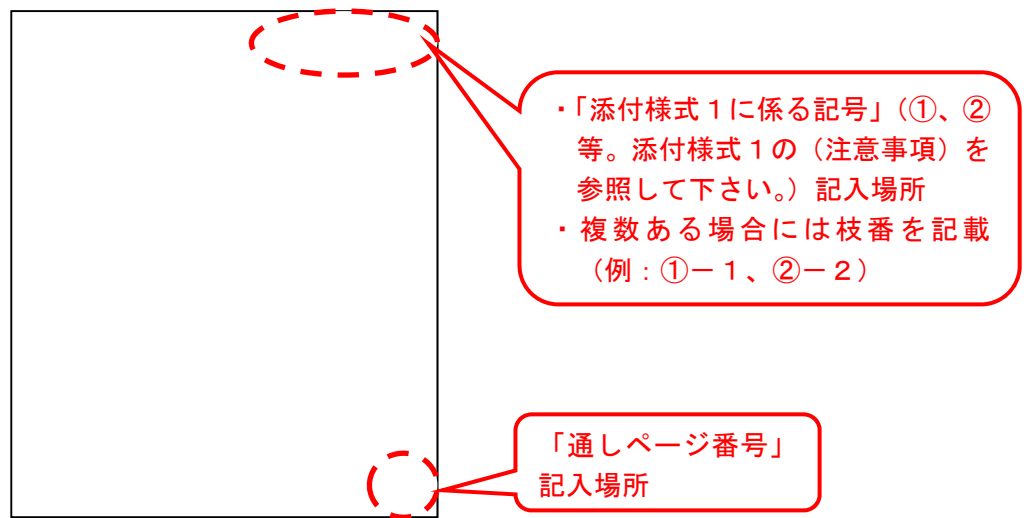 ・「添付様式１に係る記号」（①、②
等。添付様式１の（注意事項）を
参照して下さい。）記入場所
・複数ある場合には枝番を記載
（例：①－１、②－２）
「通しページ番号」
記入場所